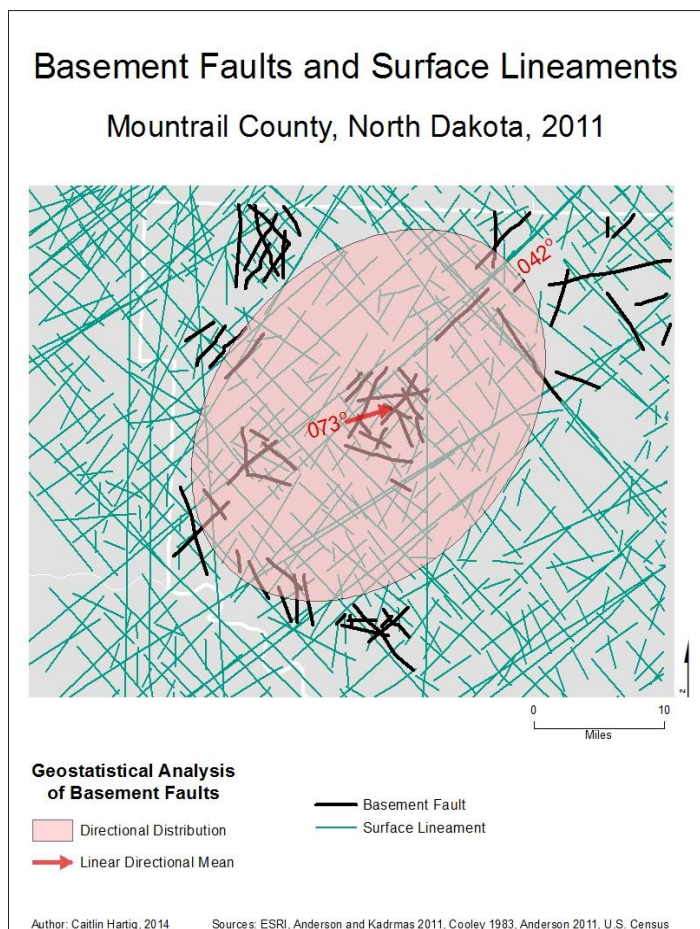 Basement Faults and Surface Lineaments
Mountrail County, North Dakota, 2011
042°
073°
z
0
10
Miles
Geostatistical Analysis
of Basement Faults
Directional Distribution
Linear Directional Mean
Basement Fault
Surface Lineament
Author: Caitlin Hartig, 2014
Sources: ESRI, Anderson and Kadrmas 2011, Cooley 1983, Anderson 2011, U.S. Census